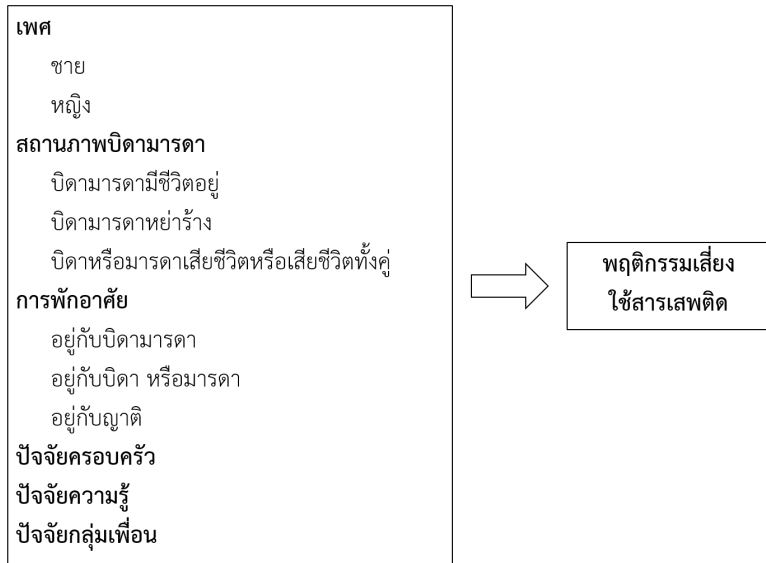 เพศ
ชาย
หญิง
สถานภาพบิดามารดา
บิดามารดามีชีวิตอยู่
บิดามารดาหย่าร้าง
บิดาหรือมารดาเสียชีวิตหรือเสียชีวิตทั้งคู่
การพักอาศัย
อยู่กับบิดามารดา
อยู่กับบิดา หรือมารดา
อยู่กับญาติ
ปัจจัยครอบครัว
ปัจจัยความรู้
ปัจจัยกลุ่มเพื่อน
พฤติกรรมเสี่ยง
ใช้สารเสพติด